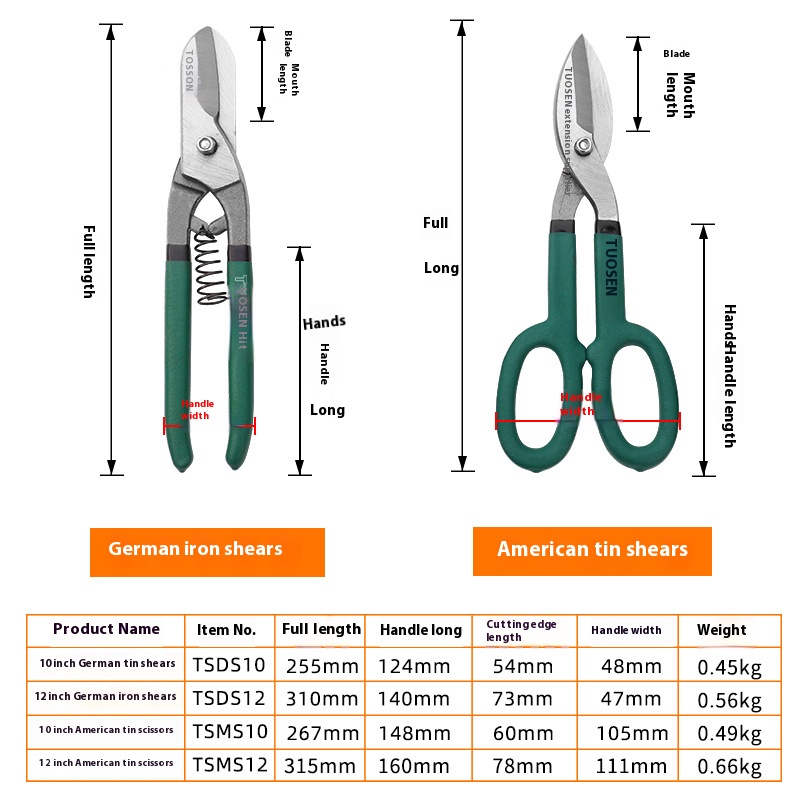 Full length
TOSSON
Blade Mouth
length
Hands
Handle
Long
Handle
width
TUOSEN Hit
Full
Long
TUOSEN extension
Blade
Mouth
length
TUOSEN
Hands
Handle length
Handle
width
German iron shears
American tin shears
Product Name Item No. Full length Handle long Cutting edge length Handle width Weight
10 inch German tin shears TSDS10 255mm 124mm 54mm 48mm 0.45kg
12 inch German iron shears TSDS12 310mm 140mm 73mm 47mm 0.56kg
10 inch American tin scissors TSMS10 267mm 148mm 60mm 105mm 0.49kg
12 inch American tin scissors TSMS12 315mm 160mm 78mm 111mm 0.66kg